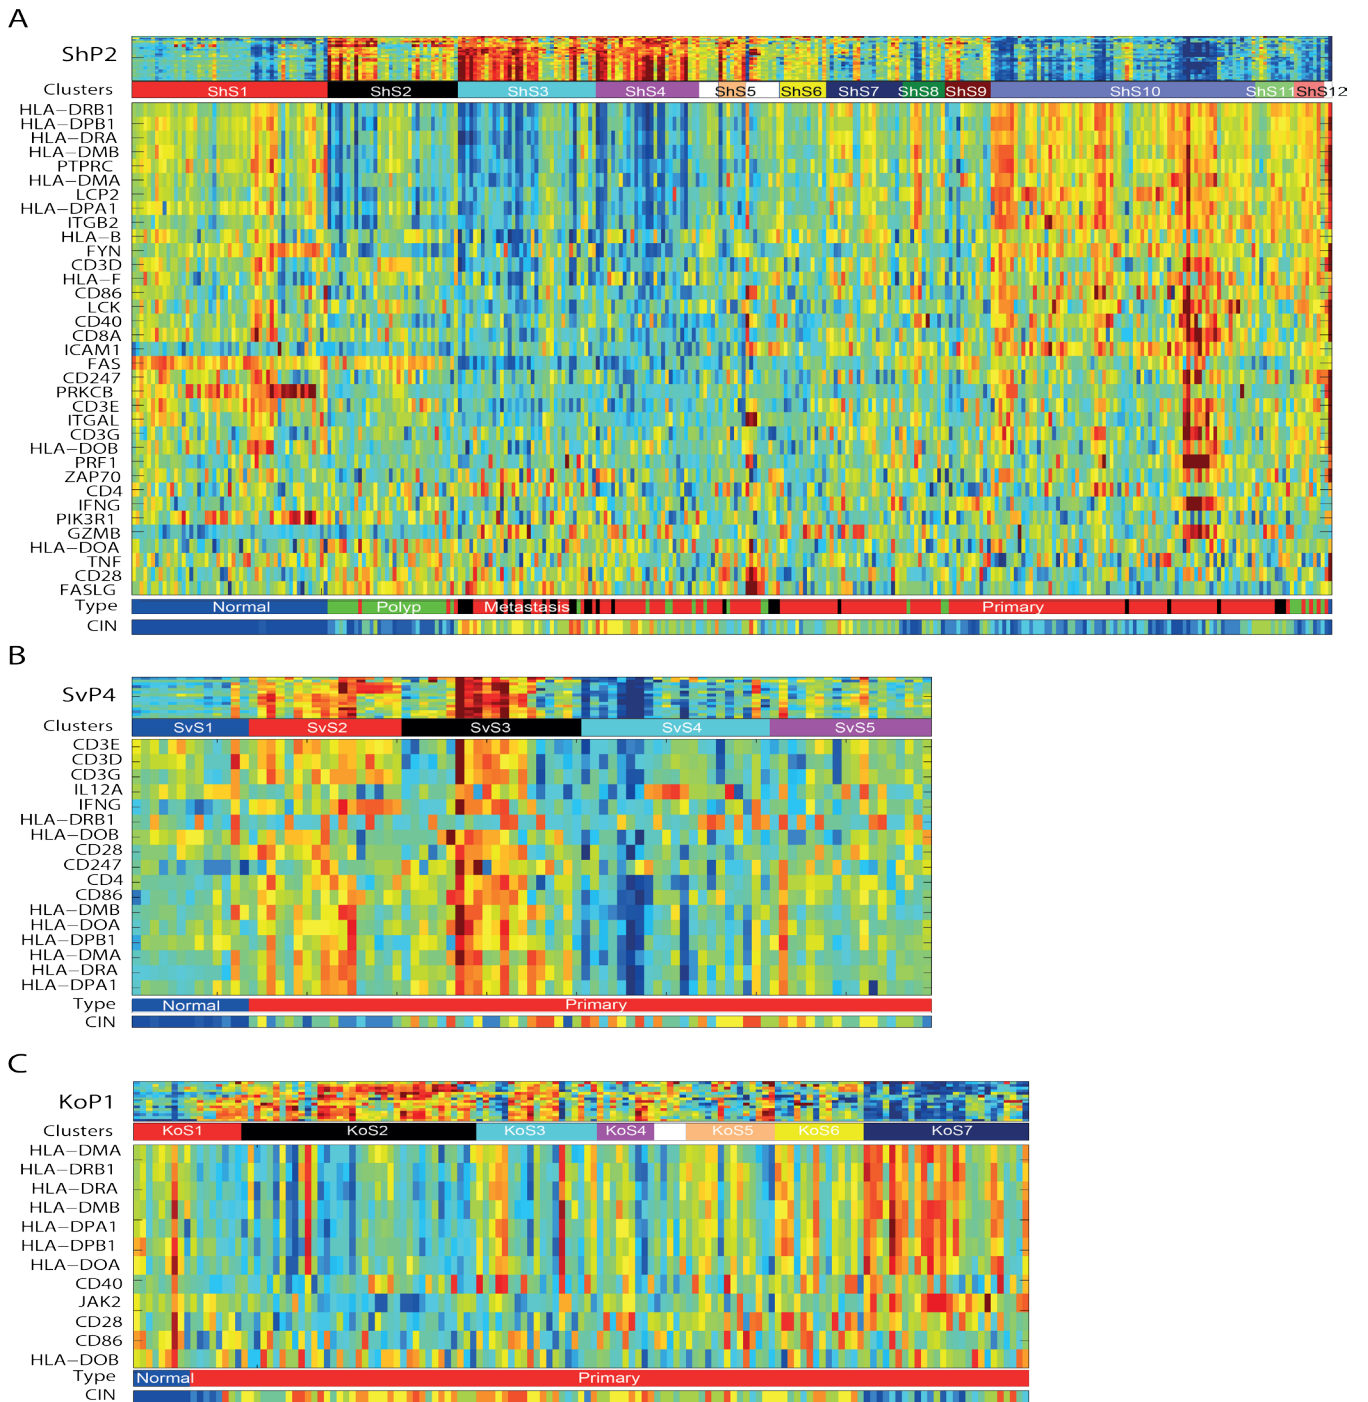 A
ShP2
Clusters
ShS1 ShS2 ShS3 ShS4 ShS5 ShS6 ShS7 ShS8 ShS9 ShS10 ShS11 ShS12
HLA−DRB1
HLA−DPB1
HLA−DRA
HLA−DMB
PTPRC
HLA−DMA
LCP2
HLA−DPA1
ITGB2
HLA−B
FYN
CD3D
HLA−F
CD86
LCK
CD40
CD8A
ICAM1
FAS
CD247
PRKCB
CD3E
ITGAL
CD3G
HLA−DOB
PRF1
ZAP70
CD4
IFNG
PIK3R1
GZMB
HLA−DOA
TNF
CD28
FASLG
Type Normal Polyp Metastasis Primary
CIN
B
SvP4
Clusters SvS1 SvS2 SvS3 SvS4 SvS5
CD3E
CD3D
CD3G
IL12A
IFNG
HLA−DRB1
HLA−DOB
CD28
CD247
CD4
CD86
HLA−DMB
HLA−DOA
HLA−DPB1
HLA−DMA
HLA−DRA
HLA−DPA1
Type Normal Primary
CIN
C
KoP1
Clusters KoS1 KoS2 KoS3 KoS4 KoS5 KoS6 KoS7
HLA−DMA
HLA−DRB1
HLA−DRA
HLA−DMB
HLA−DPA1
HLA−DPB1
HLA−DOA
CD40
JAK2
CD28
CD86
HLA−DOB
Type Normal Primary
CIN